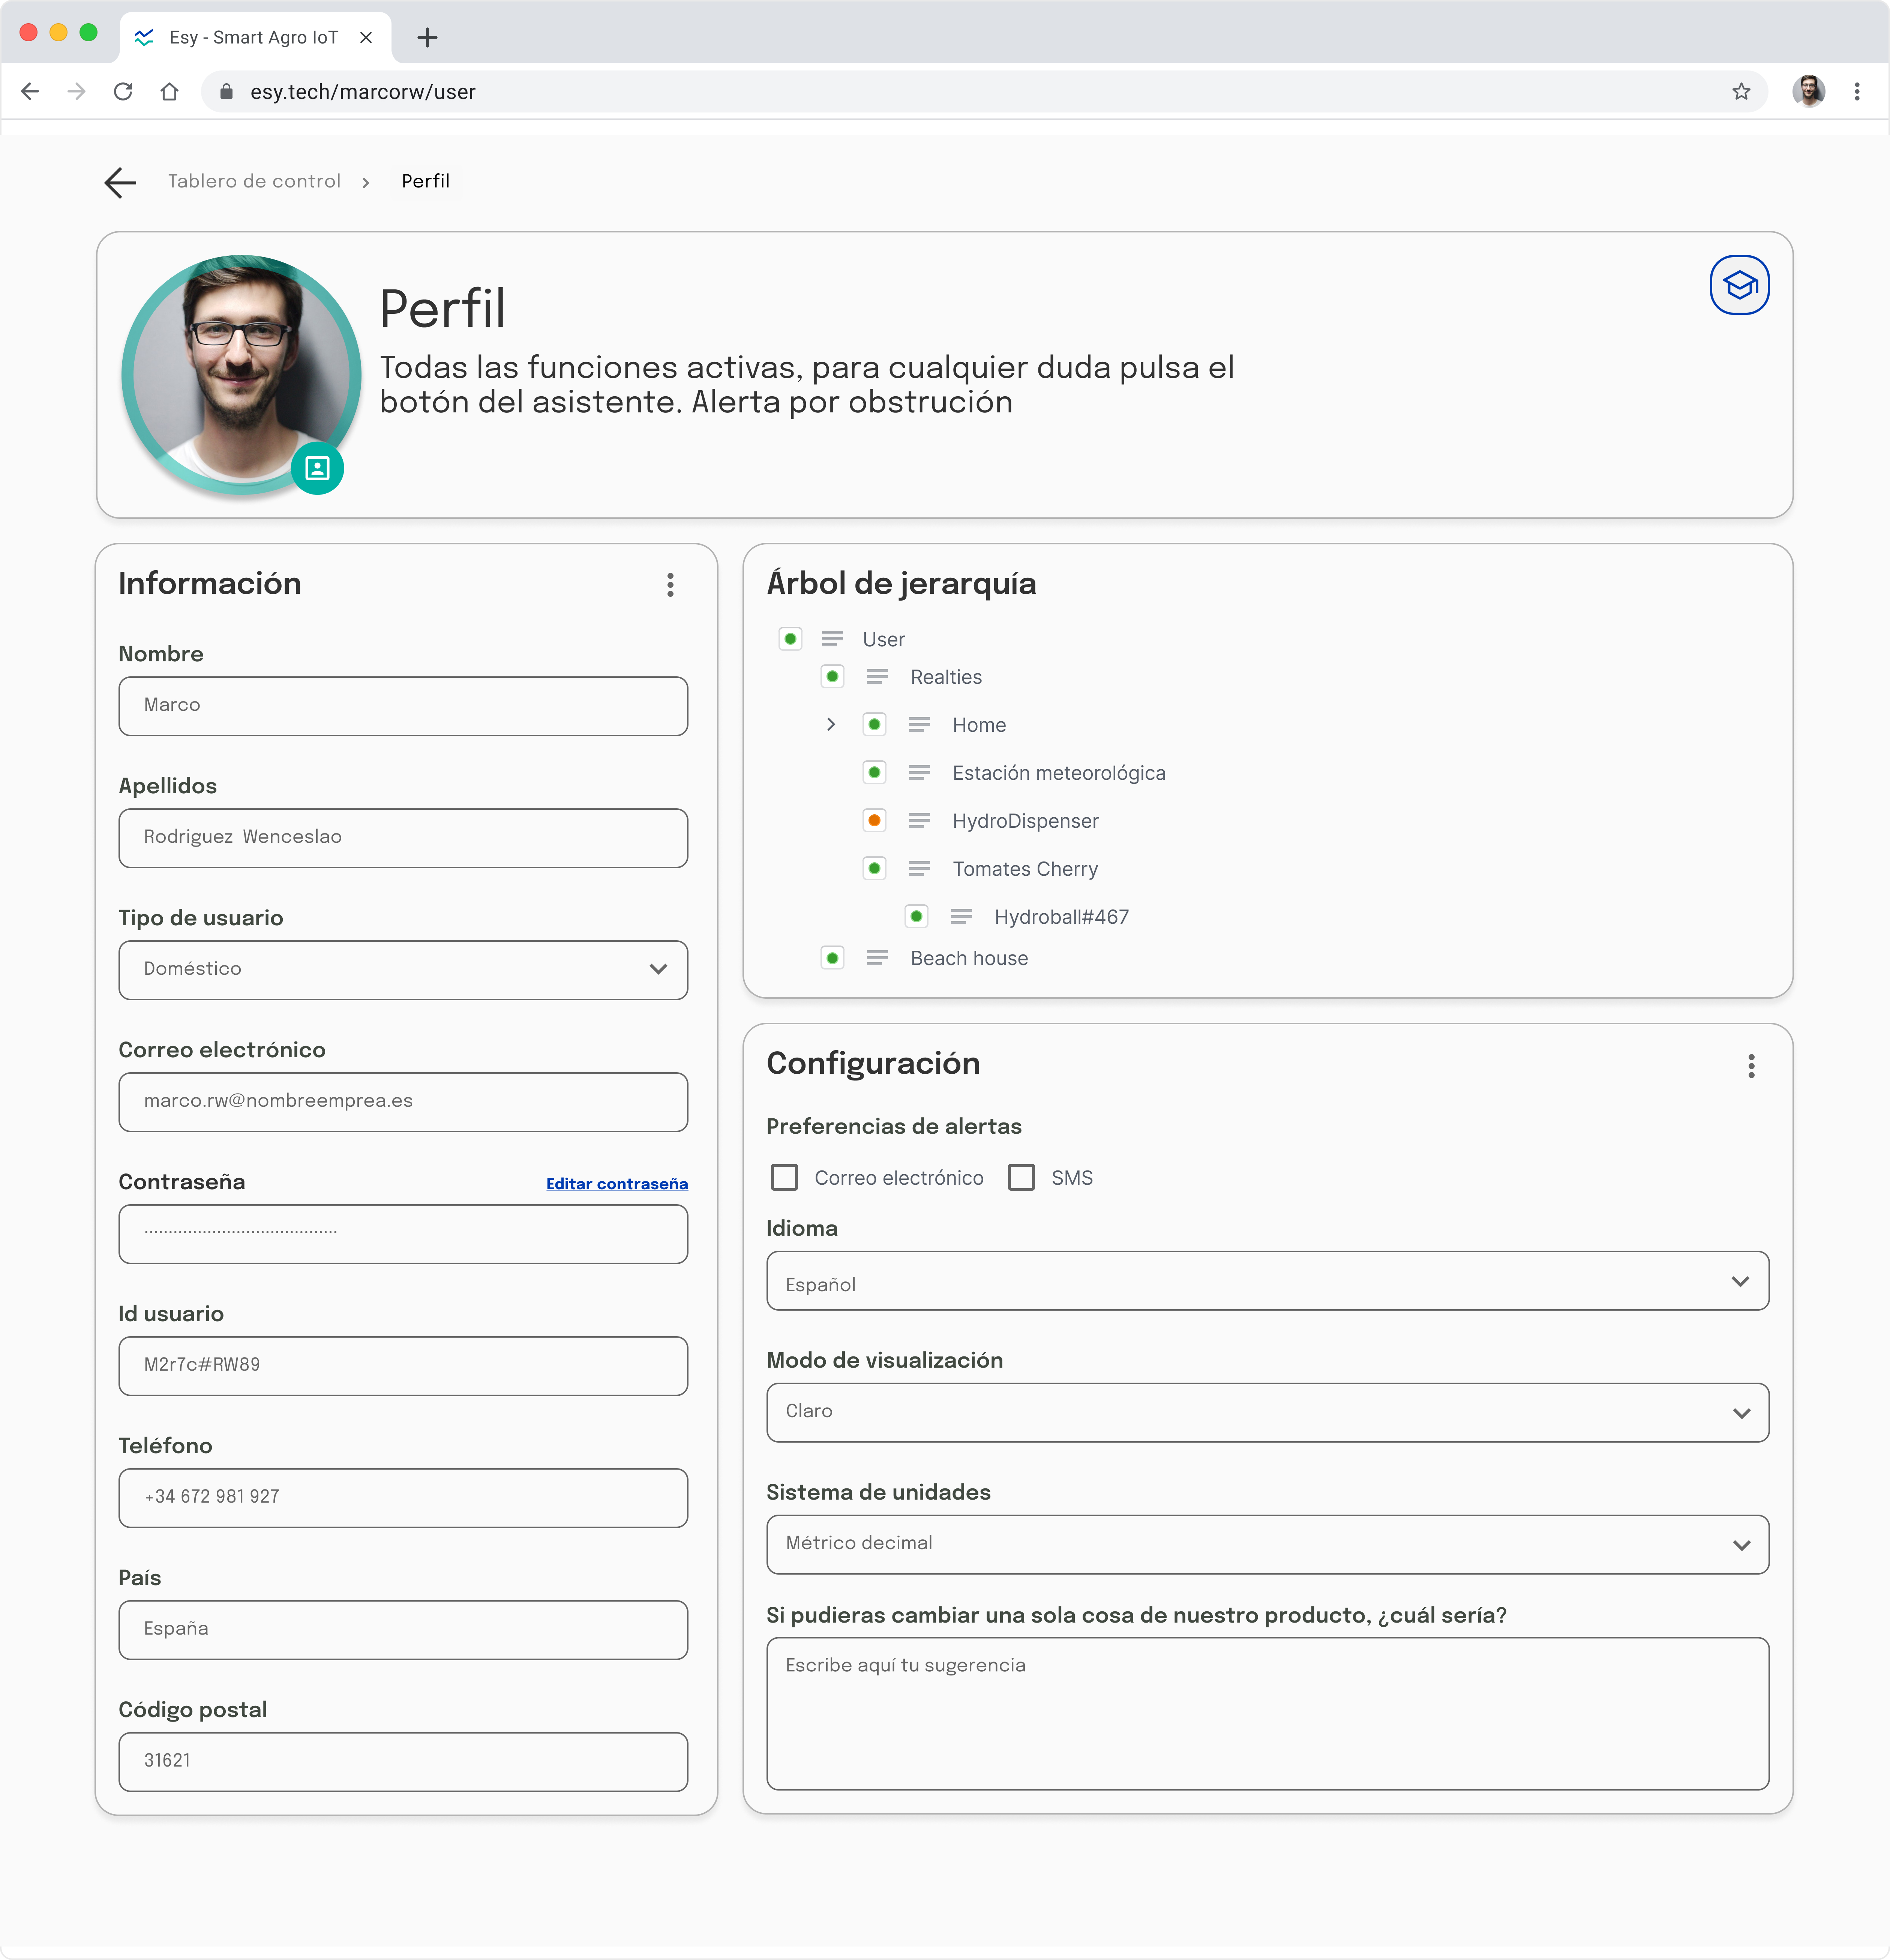 Esy - Smart Agro IoT
esy.tech/marcorw/user
Tablero de control
Perfil
Perfil
Todas las funciones activas, para cualquier duda pulsa el
botón del asistente. Alerta por obstrución
Información
Nombre
Marco
Apellidos
Rodriguez  Wenceslao
Tipo de usuario
Doméstico
Correo electrónico
marco.rw@nombreemprea.es
Contraseña
Editar contraseña
Id usuario
M2r7c#RW89
Teléfono
+34 672 981 927
País
España
Código postal
31621
Árbol de jerarquía
User
Realties
Home
Estación meteorológica
HydroDispenser
Tomates Cherry
Hydroball#467
Beach house
Configuración
Preferencias de alertas
Correo electrónico
SMS
Idioma
Español
Modo de visualización
Claro
Sistema de unidades
Métrico decimal
Si pudieras cambiar una sola cosa de nuestro producto, ¿cuál sería?
Escribe aquí tu sugerencia